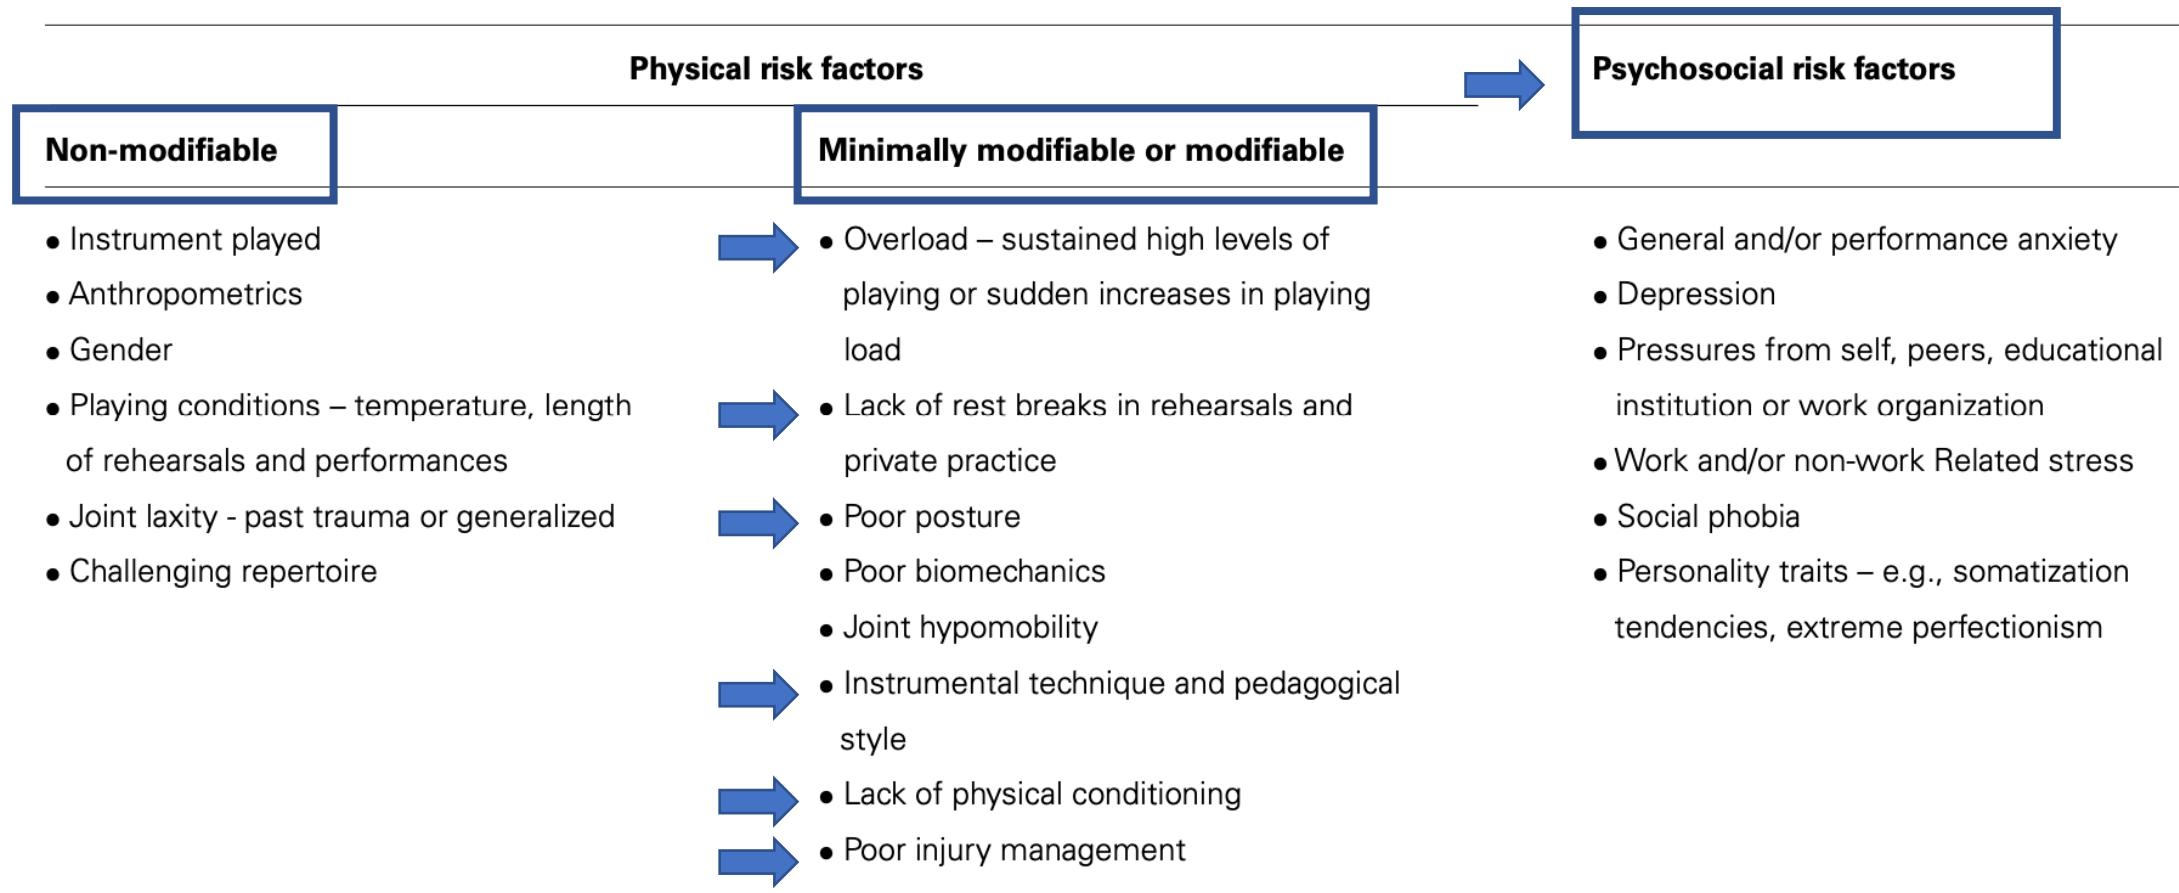 Physical risk factors
Psychosocial risk factors
Non-modifiable
Minimally modifiable or modifiable
● Instrument played
● Anthropometrics
● Gender
● Playing conditions – temperature, length
of rehearsals and performances
● Joint laxity - past trauma or generalized
● Challenging repertoire
● Overload – sustained high levels of
playing or sudden increases in playing
load
● Lack of rest breaks in rehearsals and
private practice
● Poor posture
● Poor biomechanics
● Joint hypomobility
● Instrumental technique and pedagogical
style
● Lack of physical conditioning
● Poor injury management
● General and/or performance anxiety
● Depression
● Pressures from self, peers, educational
institution or work organization
● Work and/or non-work Related stress
● Social phobia
● Personality traits – e.g., somatization
tendencies, extreme perfectionism